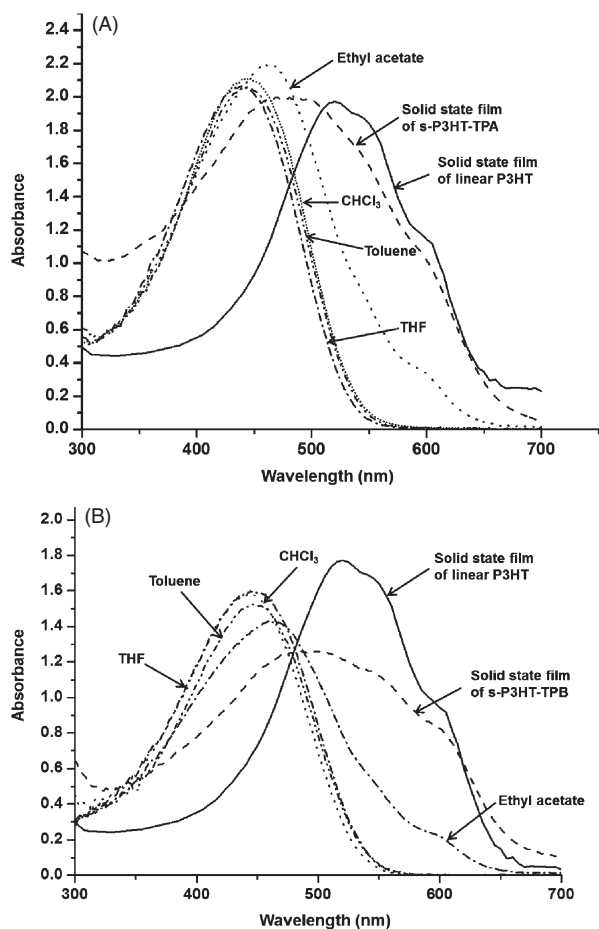 (A)
2.4
2.2
2.0
1.8
1.6
1.4
1.2
1.0
0.8
0.6
0.4
0.2
0.0
Absorbance
Ethyl acetate
Solid state film
of s-P3HT-TPA
Solid state film
of linear P3HT
CHCl₃
Toluene
THF
300 400 500 600 700
Wavelength (nm)
(B)
2.0
1.8
1.6
1.4
1.2
1.0
0.8
0.6
0.4
0.2
0.0
Absorbance
CHCl₃
Toluene
THF
Solid state film
of linear P3HT
Solid state film
of s-P3HT-TPB
Ethyl acetate
300 400 500 600 700
Wavelength (nm)